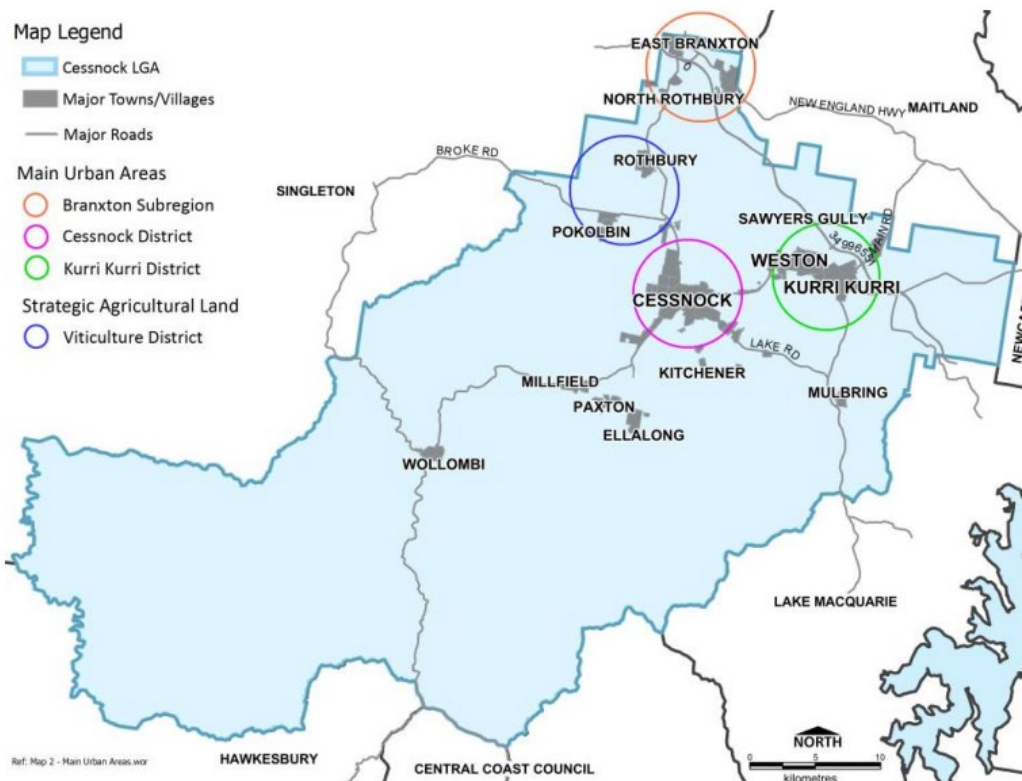 Map Legend
Cessnock LGA
Major Towns/Villages
Major Roads
Main Urban Areas
Branxton Subregion
Cessnock District
Kurri Kurri District
Strategic Agricultural Land
Viticulture District
EAST BRANXTON
NORTH ROTHBURY
NEW ENGLAND HWY
MAITLAND
BROKE RD
ROTHBURY
SINGLETON
POKOLBIN
SAWYERS GULLY
MAIN RD
WESTON
KURRI KURRI
CESSNOCK
LAKE RD
KITCHENER
MILLFIELD
PAXTON
ELLALONG
MULBRING
WOLLOMBI
LAKE MACQUARIE
HAWKESBURY
CENTRAL COAST COUNCIL
NORTH
0 5 10
kilometres
Ref: Map 2 - Main Urban Areas.wor